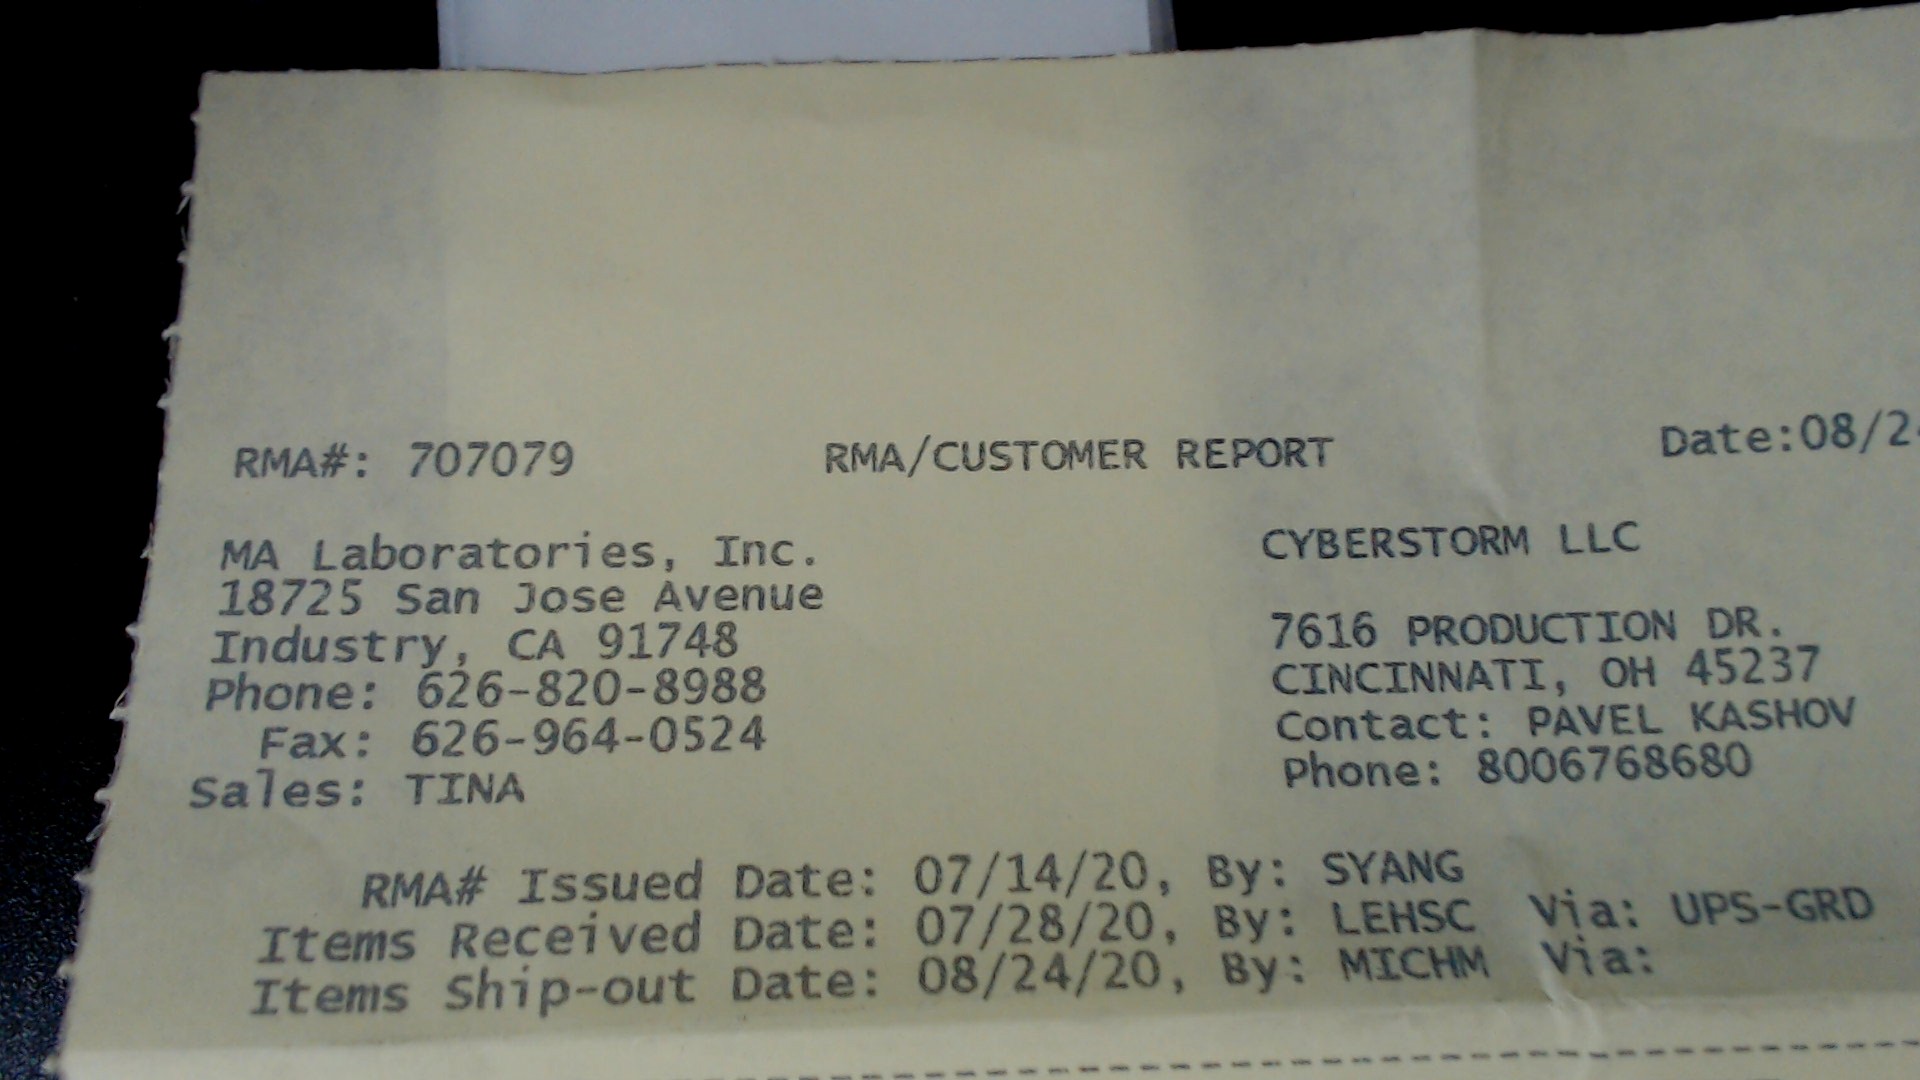 RMA#: 707079 RMA/CUSTOMER REPORT Date:08/2
MA Laboratories, Inc. CYBERSTORM LLC
18725 San Jose Avenue
Industry, CA 91748 7616 PRODUCTION DR.
Phone: 626-820-8988 CINCINNATI, OH 45237
Fax: 626-964-0524 Contact: PAVEL KASHOV
Sales: TINA Phone: 8006768680
RMA# Issued Date: 07/14/20, By: SYANG
Items Received Date: 07/28/20, By: LEHSC Via: UPS-GRD
Items Ship-out Date: 08/24/20, By: MICHM Via: